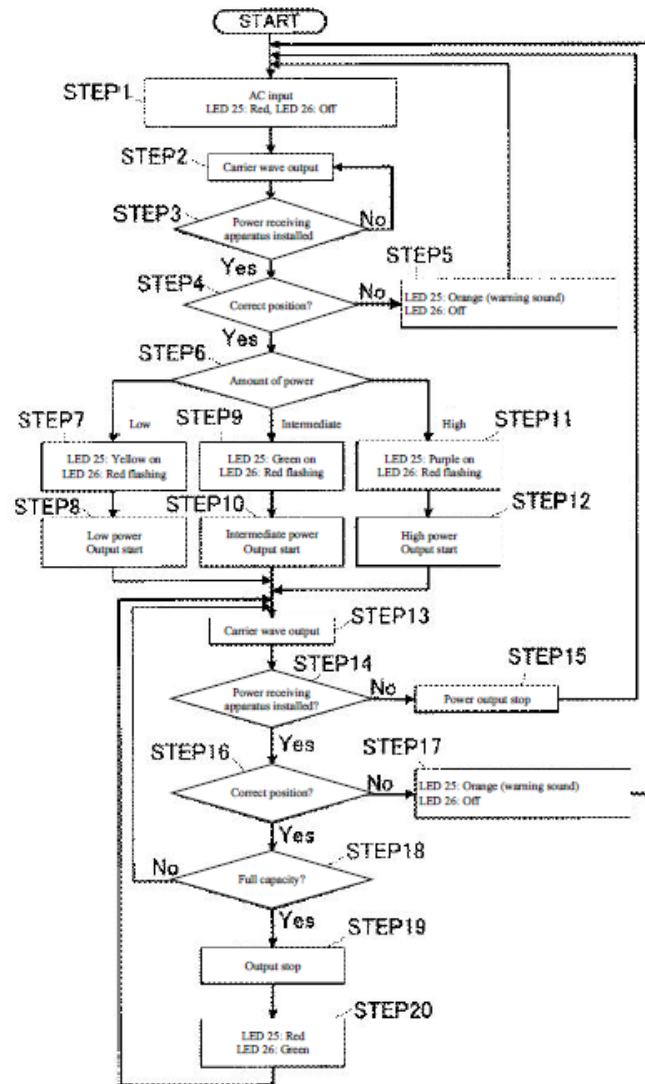 START
STEP1
AC input
LED 25: Red, LED 26: Off
STEP2
Carrier wave output
STEP3
Power receiving
apparatus installed
No
Yes
STEP4
Correct position?
No
STEP5
LED 25: Orange (warning sound)
LED 26: Off
Yes
STEP6
Amount of power
Low
Intermediate
High
STEP7
LED 25: Yellow on
LED 26: Red flashing
STEP9
LED 25: Green on
LED 26: Red flashing
STEP11
LED 25: Purple on
LED 26: Red flashing
STEP8
Low power
Output start
STEP10
Intermediate power
Output start
STEP12
High power
Output start
STEP13
Carrier wave output
STEP14
Power receiving
apparatus installed?
No
STEP15
Power output stop
Yes
STEP16
Correct position?
No
STEP17
LED 25: Orange (warning sound)
LED 26: Off
Yes
STEP18
Full capacity?
No
Yes
STEP19
Output stop
STEP20
LED 25: Red
LED 26: Green